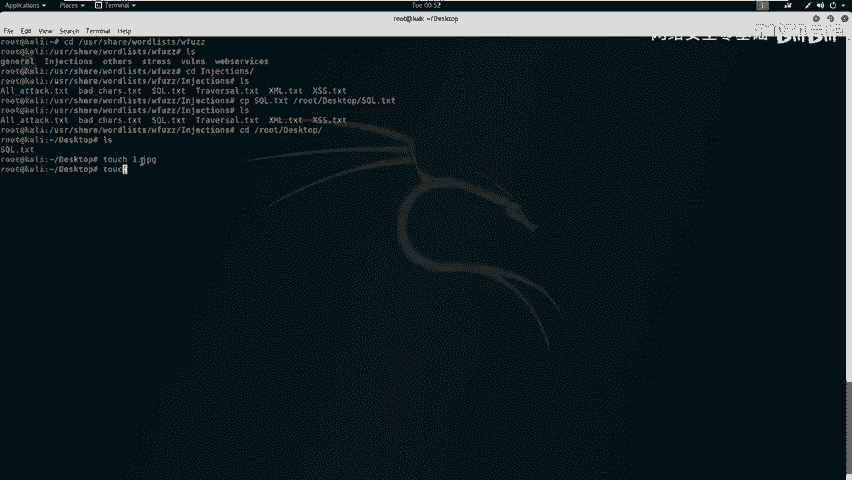 Applications Places Terminal Tue 00:52
root@kali: ~/Desktop
File Edit View Search Terminal Help
root@kali:~# cd /usr/share/wordlists/wfuzz
root@kali:/usr/share/wordlists/wfuzz# ls
general Injections others stress vulns webservices
root@kali:/usr/share/wordlists/wfuzz# cd Injections/
root@kali:/usr/share/wordlists/wfuzz/Injections# ls
All_attack.txt bad_chars.txt SQL.txt Traversal.txt XML.txt XSS.txt
root@kali:/usr/share/wordlists/wfuzz/Injections# cp SQL.txt /root/Desktop/SQL.txt
root@kali:/usr/share/wordlists/wfuzz/Injections# ls
All_attack.txt bad_chars.txt SQL.txt Traversal.txt XML.txt XSS.txt
root@kali:/usr/share/wordlists/wfuzz/Injections# cd /root/Desktop/
root@kali:~/Desktop# ls
SQL.txt
root@kali:~/Desktop# touch 1.jpg
root@kali:~/Desktop# touc